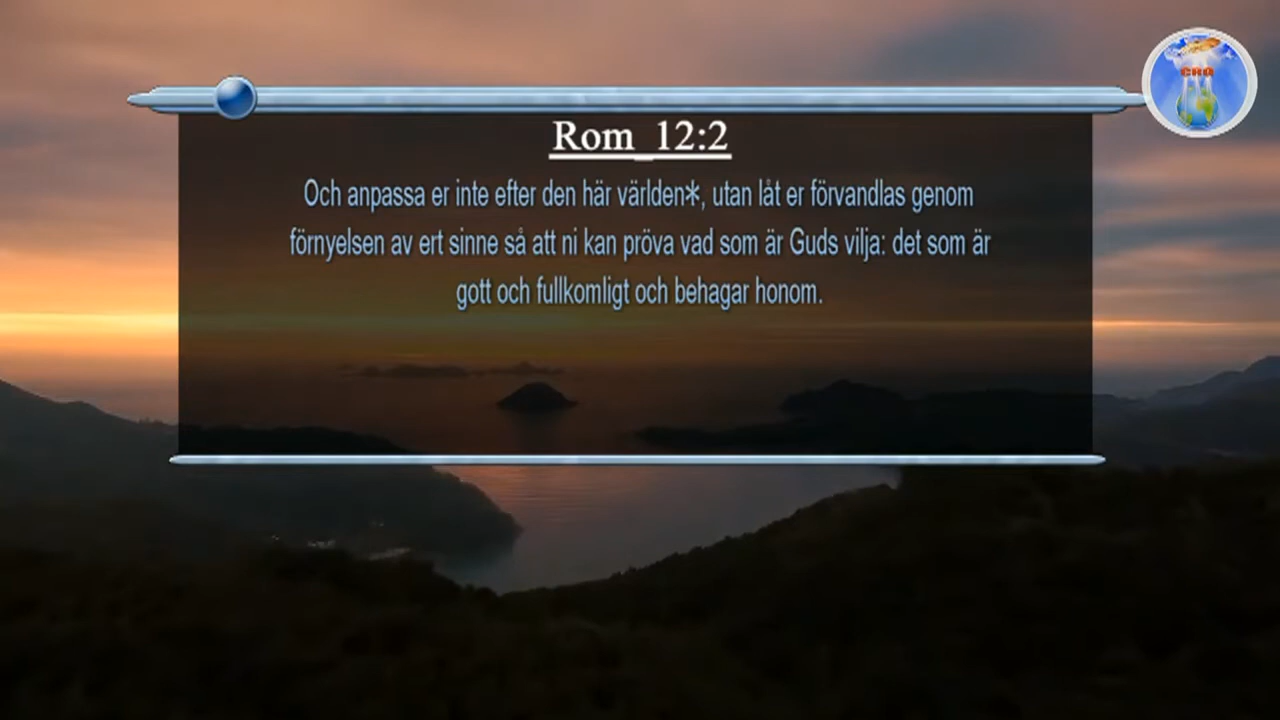 CRO
Rom_12:2
Och anpassa er inte efter den här världen*, utan låt er förvandlas genom
förnyelsen av ert sinne så att ni kan pröva vad som är Guds vilja: det som är
gott och fullkomligt och behagar honom.